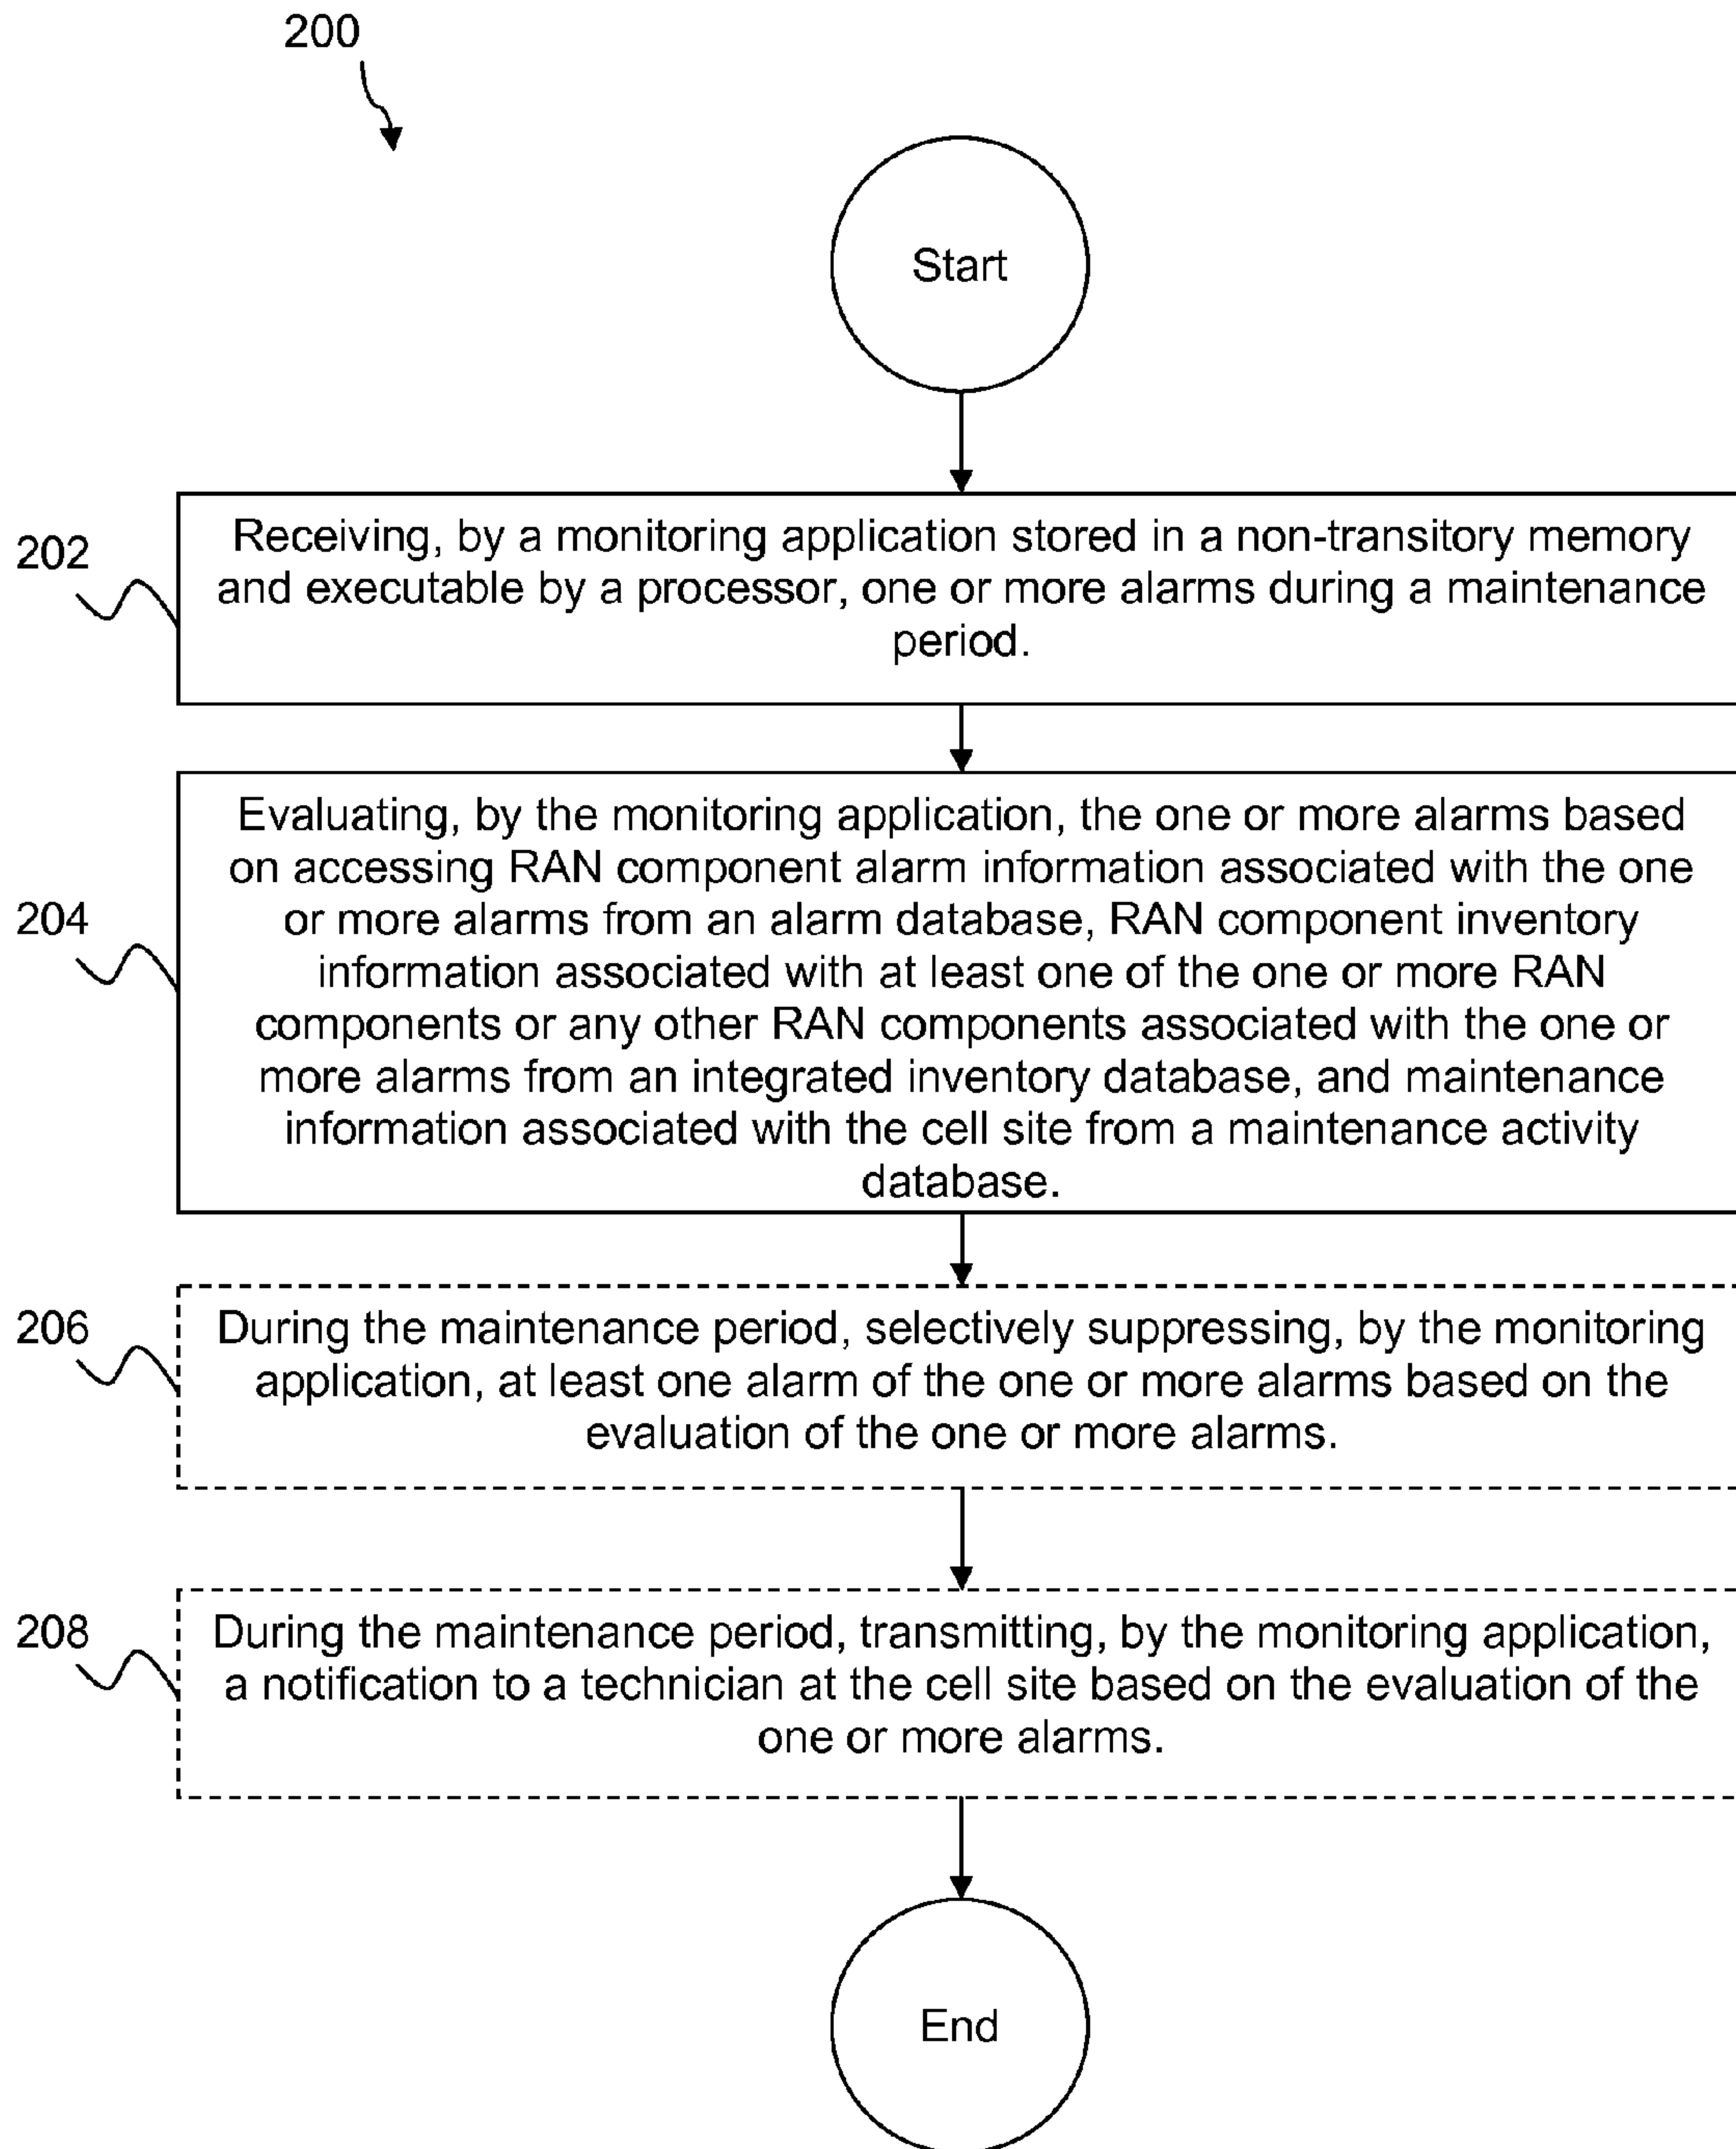 200
Start
202
Receiving, by a monitoring application stored in a non-transitory memory
and executable by a processor, one or more alarms during a maintenance
period.
204
Evaluating, by the monitoring application, the one or more alarms based
on accessing RAN component alarm information associated with the one
or more alarms from an alarm database, RAN component inventory
information associated with at least one of the one or more RAN
components or any other RAN components associated with the one or
more alarms from an integrated inventory database, and maintenance
information associated with the cell site from a maintenance activity
database.
206
During the maintenance period, selectively suppressing, by the monitoring
application, at least one alarm of the one or more alarms based on the
evaluation of the one or more alarms.
208
During the maintenance period, transmitting, by the monitoring application,
a notification to a technician at the cell site based on the evaluation of the
one or more alarms.
End